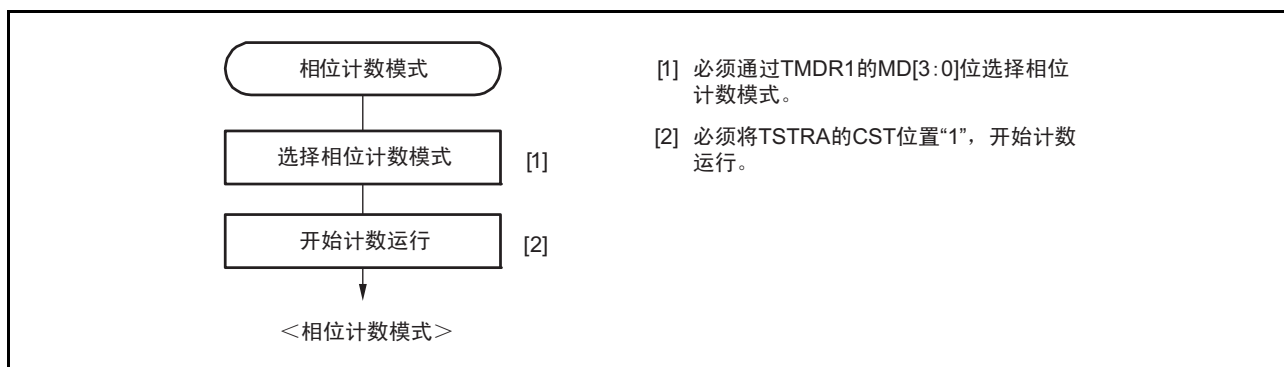 相位计数模式
选择相位计数模式 [1]
开始计数运行 [2]
＜相位计数模式＞
[1] 必须通过TMDR1的MD[3:0]位选择相位
计数模式。
[2] 必须将TSTRA的CST位置“1”，开始计数
运行。